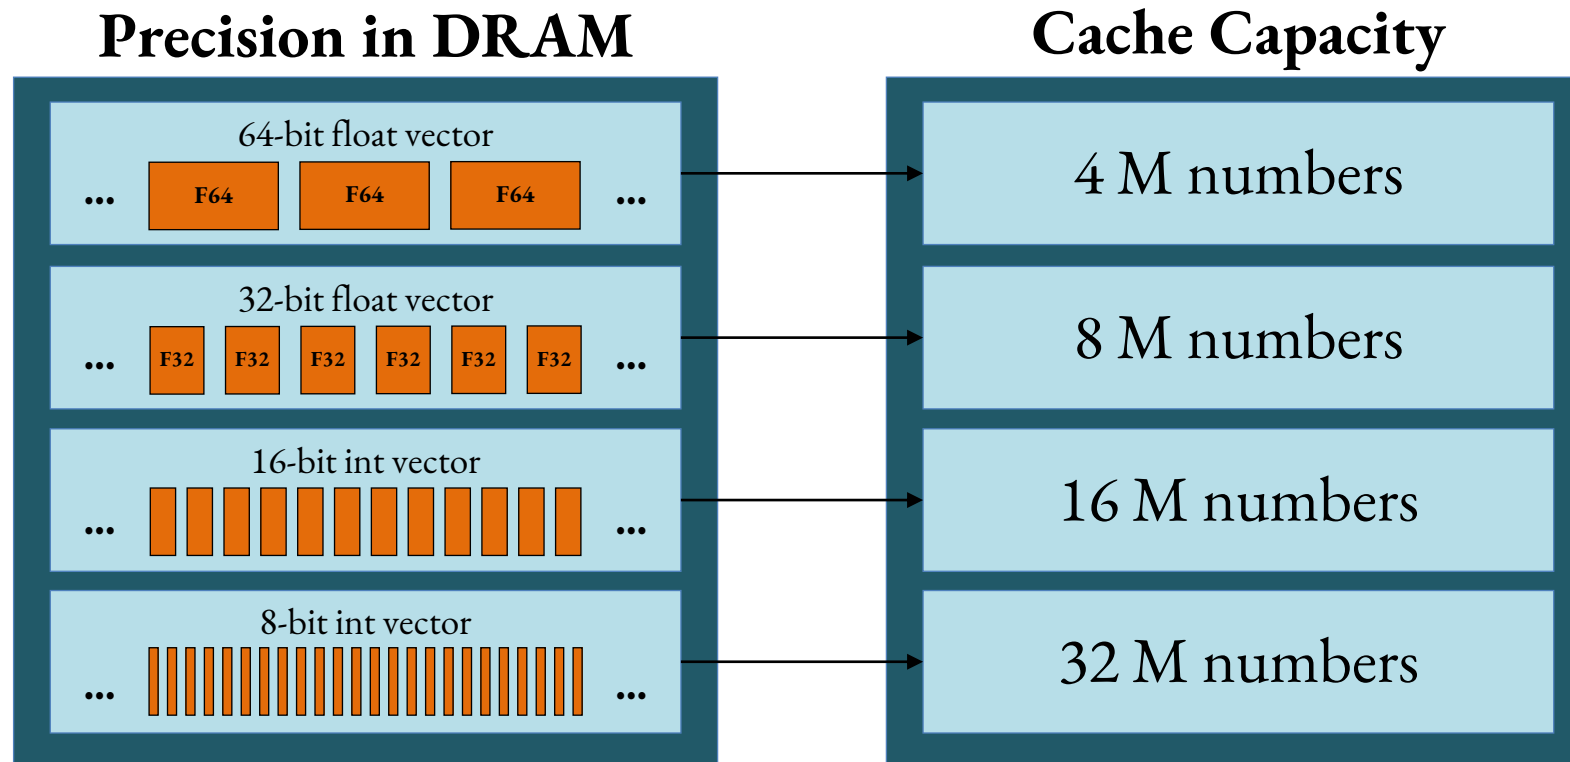 Precision in DRAM
Cache Capacity
64-bit float vector
... F64 F64 F64 ...
4 M numbers
32-bit float vector
... F32 F32 F32 F32 F32 F32 ...
8 M numbers
16-bit int vector
... ...
16 M numbers
8-bit int vector
... ...
32 M numbers